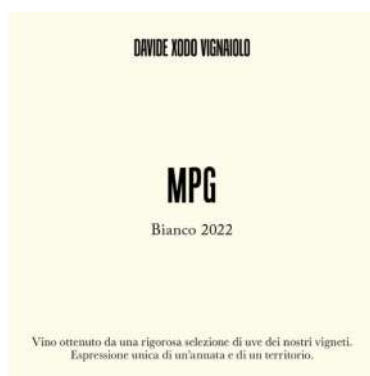 DAVIDE XODO VIGNAIOLO
MPG
Bianco 2022
Vino ottenuto da una rigorosa selezione di uve dei nostri vigneti.
Espressione unica di un'annata e di un territorio.